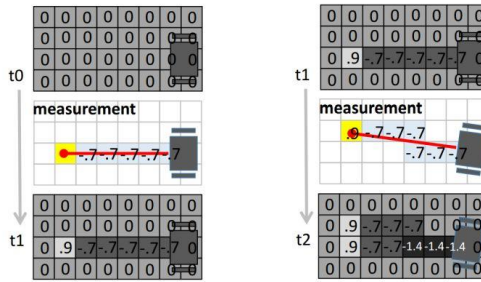 0 0 0 0 0 0 0 0
0 0 0 0 0 0 0 0
0 0 0 0 0 0 0 0
0 0 0 0 0 0 0 0
t0
measurement
-.7 -.7 -.7 -.7 -.7
t1
0 0 0 0 0 0 0 0
0 0 0 0 0 0 0
0 .9 -.7 -.7 -.7 -.7 -.7 0
0 0 0 0 0 0 0 0
0 0 0 0 0 0 0 0
0 0 0 0 0 0 0
0 .9 -.7 -.7 -.7 -.7 -.7 0
0 0 0 0 0 0 0 0
t1
measurement
.9 -.7 -.7 -.7
-.7 -.7 -.7
t2
0 0 0 0 0 0 0
0 .9 -.7 -.7 -.7 0
0 .9 -.7 -.7 -1.4 -1.4 -1.4
0 0 0 0 0 0 0 0